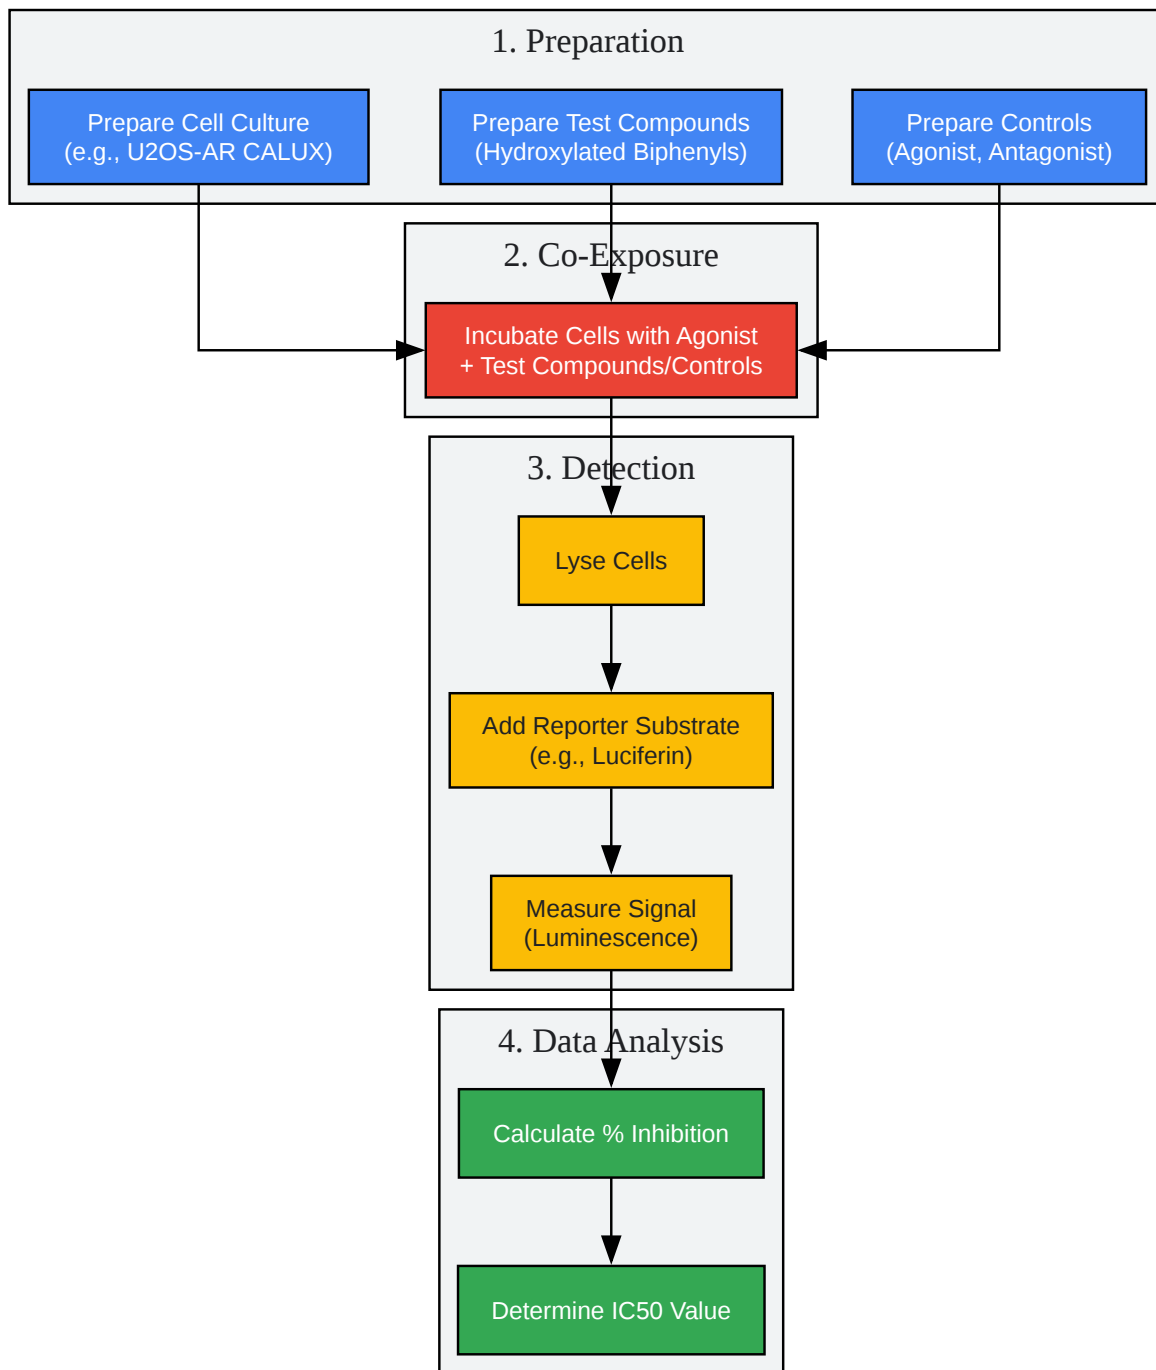 1. Preparation
Prepare Cell Culture
(e.g., U2OS-AR CALUX)
Prepare Test Compounds
(Hydroxylated Biphenyls)
Prepare Controls
(Agonist, Antagonist)
2. Co-Exposure
Incubate Cells with Agonist
+ Test Compounds/Controls
3. Detection
Lyse Cells
Add Reporter Substrate
(e.g., Luciferin)
Measure Signal
(Luminescence)
4. Data Analysis
Calculate % Inhibition
Determine IC50 Value